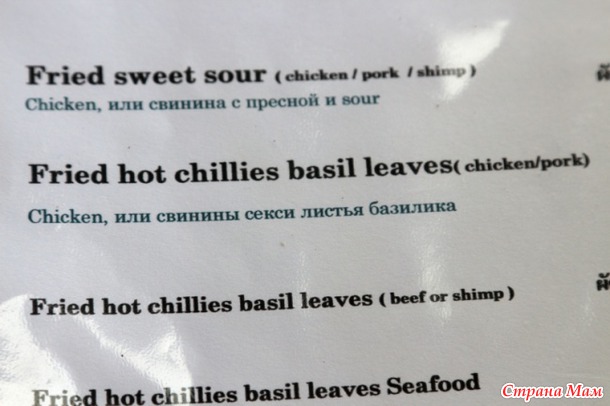 Fried sweet sour ( chicken / pork / shimp )
Chicken, или свинина с пресной и sour
Fried hot chillies basil leaves( chicken/pork)
Chicken, или свинины секси листья базилика
Fried hot chillies basil leaves ( beef or shimp )
Fried hot chillies basil leaves Seafood
Страна Мам